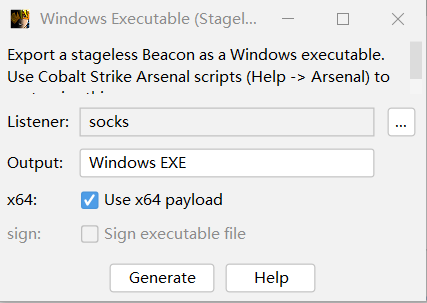 Windows Executable (Stagel...
Export a stageless Beacon as a Windows executable.
Use Cobalt Strike Arsenal scripts (Help -> Arsenal) to
Listener: socks ...
Output: Windows EXE
x64: Use x64 payload
sign: Sign executable file
Generate Help